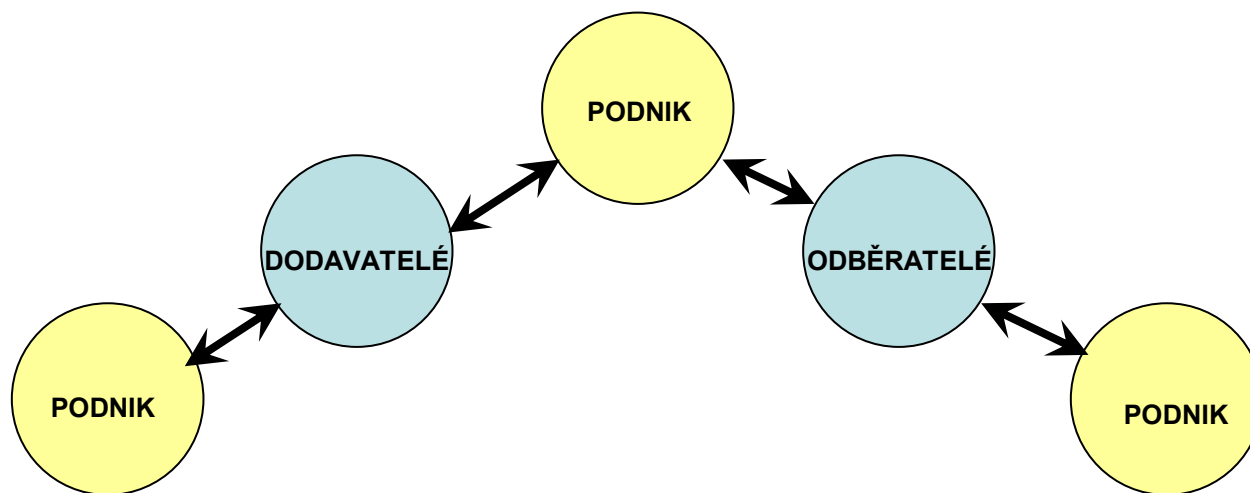 PODNIK
DODAVATELÉ
ODBĚRATELÉ
PODNIK
PODNIK